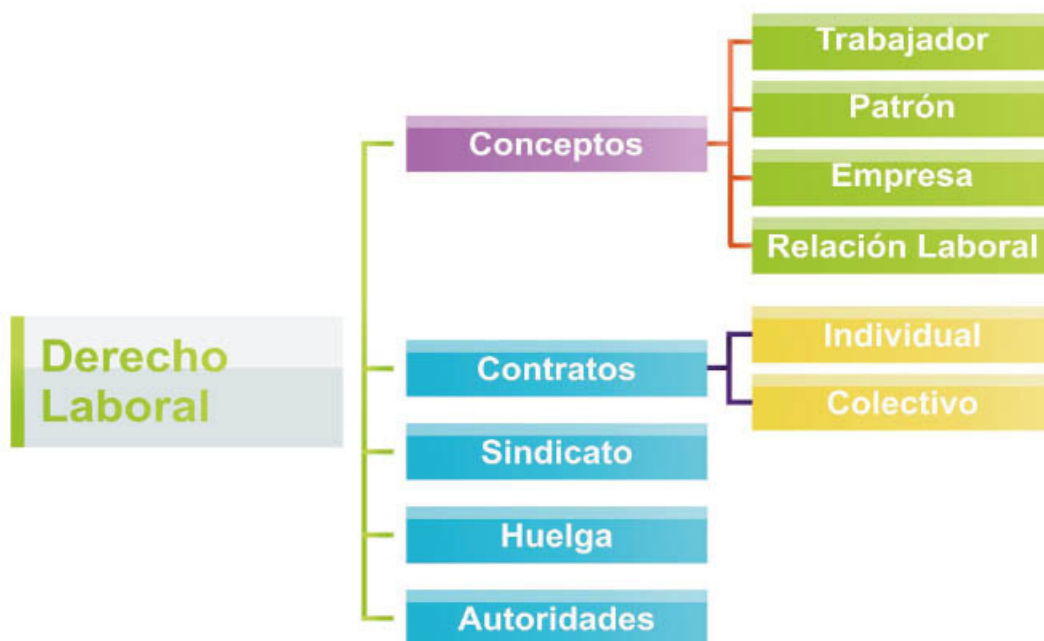 Derecho
Laboral
Conceptos
Trabajador
Patrón
Empresa
Relación Laboral
Contratos
Individual
Colectivo
Sindicato
Huelga
Autoridades